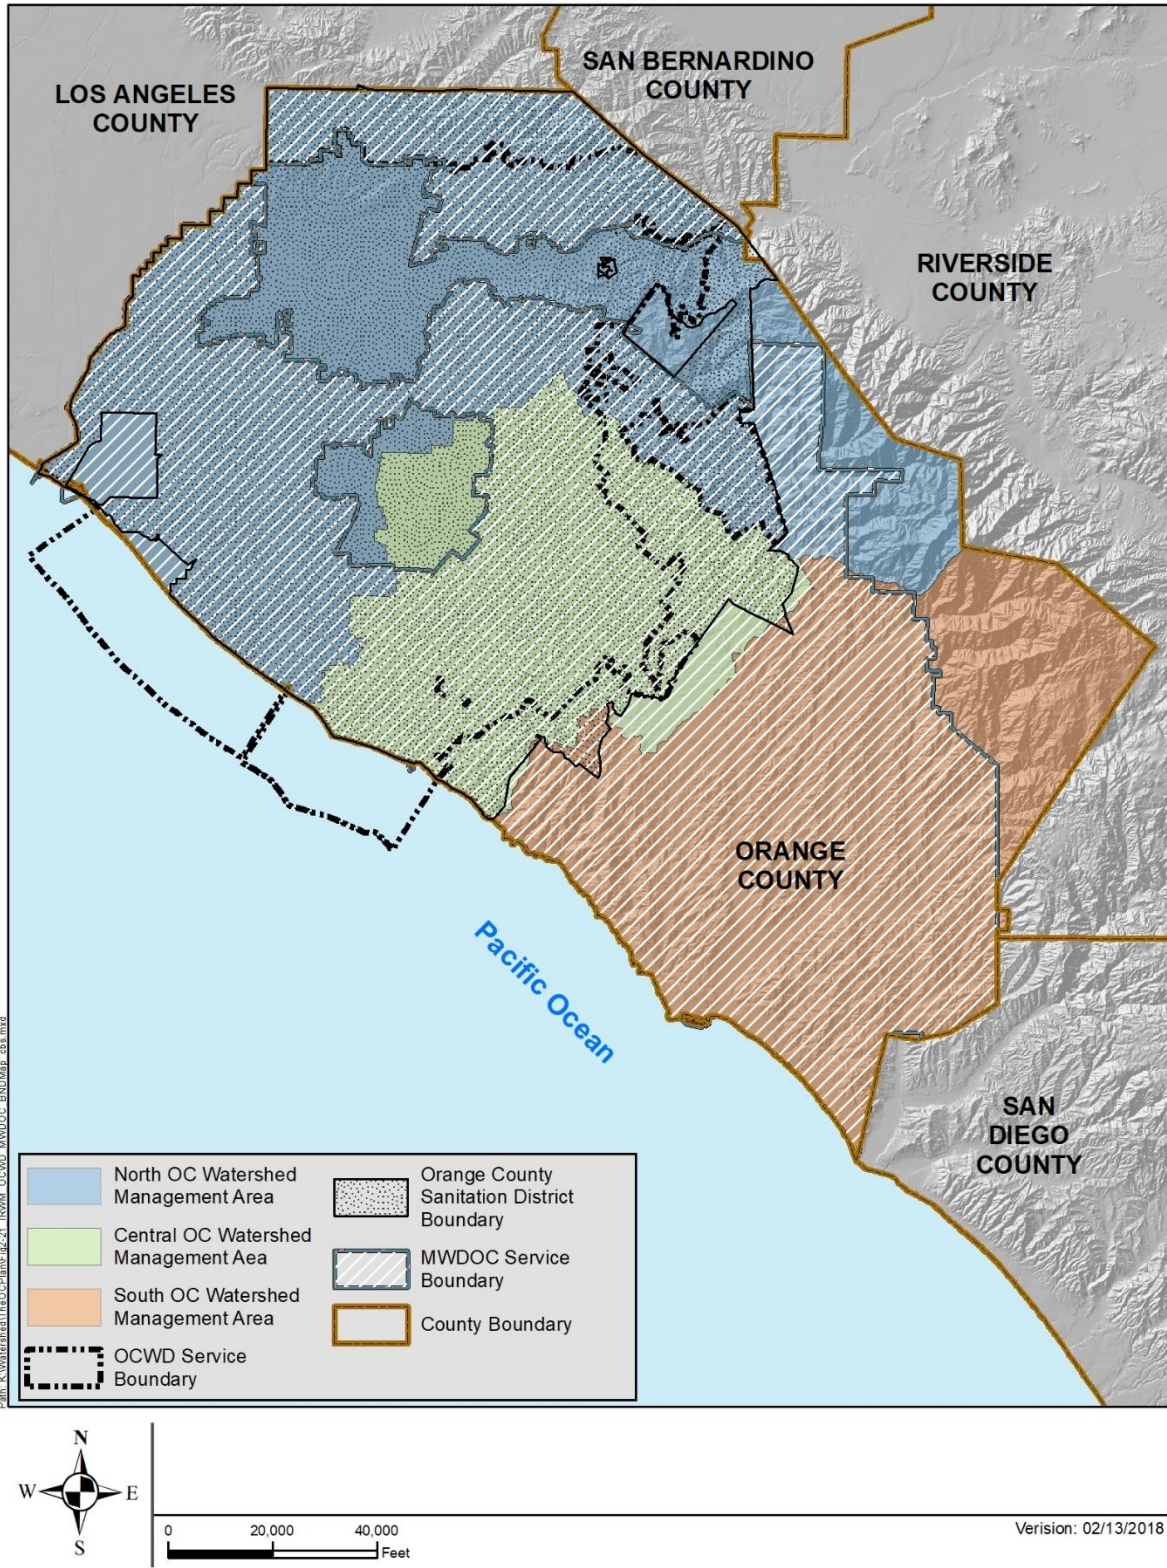 LOS ANGELES
COUNTY
SAN BERNARDINO
COUNTY
RIVERSIDE
COUNTY
ORANGE
COUNTY
Pacific Ocean
SAN
DIEGO
COUNTY
North OC Watershed
Management Area
Central OC Watershed
Management Aea
South OC Watershed
Management Area
OCWD Service
Boundary
Orange County
Sanitation District
Boundary
MWDOC Service
Boundary
County Boundary
N
W
E
S
0
20,000
40,000
Feet
Verision: 02/13/2018